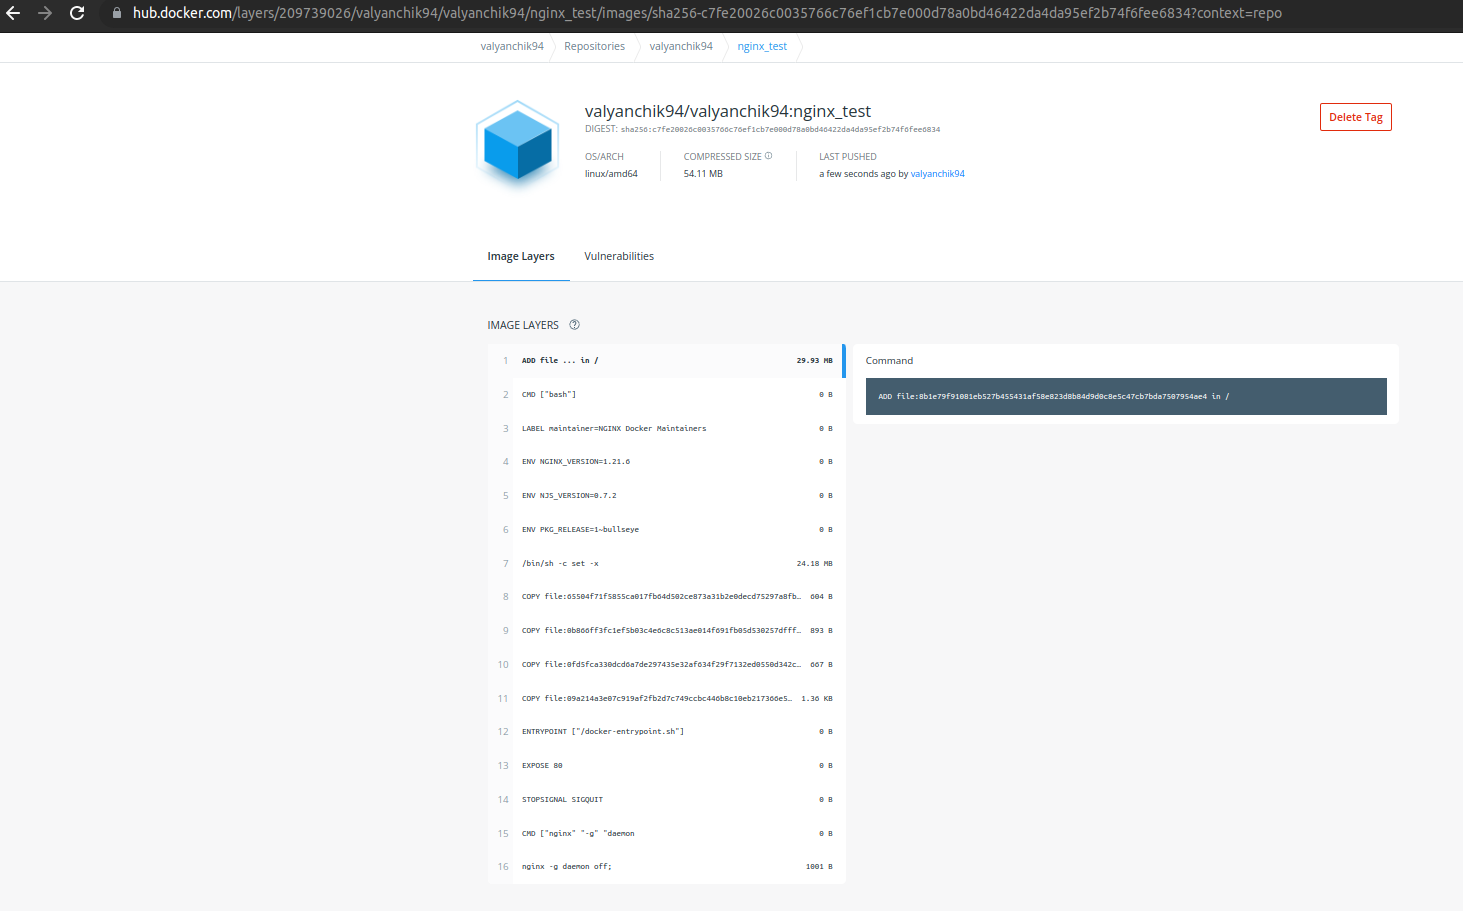 hub.docker.com/layers/209739026/valyanchik94/valyanchik94/nginx_test/images/sha256-c7fe20026c0035766c76ef1cb7e000d78a0bd46422da4da95ef2b74f6fee6834?context=repo
valyanchik94 Repositories valyanchik94 nginx_test
valyanchik94/valyanchik94:nginx_test
Delete Tag
DIGEST: sha256:c7fe20026c0035766c76ef1cb7e000d78a0bd46422da4da95ef2b74f6fee6834
OS/ARCH COMPRESSED SIZE LAST PUSHED
linux/amd64 54.11 MB a few seconds ago by valyanchik94
Image Layers Vulnerabilities
IMAGE LAYERS
1 ADD file ... in / 29.93 MB
2 CMD ["bash"] 0 B
3 LABEL maintainer=NGINX Docker Maintainers 0 B
4 ENV NGINX_VERSION=1.21.6 0 B
5 ENV NJS_VERSION=0.7.2 0 B
6 ENV PKG_RELEASE=1~bullseye 0 B
7 /bin/sh -c set -x 24.18 MB
8 COPY file:65504f71f5855ca017fb64d502ce873a31b2e0decd75297a8fb… 604 B
9 COPY file:0b866ff3fc1ef5b03c4e6c8c513ae014f691fb05d530257dfff… 893 B
10 COPY file:0fd5fca330dcd6a7de297435e32af634f29f7132ed0550d342c… 667 B
11 COPY file:09a214a3e07c919af2fb2d7c749ccbc446b8c10eb217366e5… 1.36 KB
12 ENTRYPOINT ["/docker-entrypoint.sh"] 0 B
13 EXPOSE 80 0 B
14 STOPSIGNAL SIGQUIT 0 B
15 CMD ["nginx" "-g" "daemon 0 B
16 nginx -g daemon off; 1001 B
Command
ADD file:8b1e79f91081eb527b455431af58e823d8b84d9d0c8e5c47cb7bda7507954ae4 in /